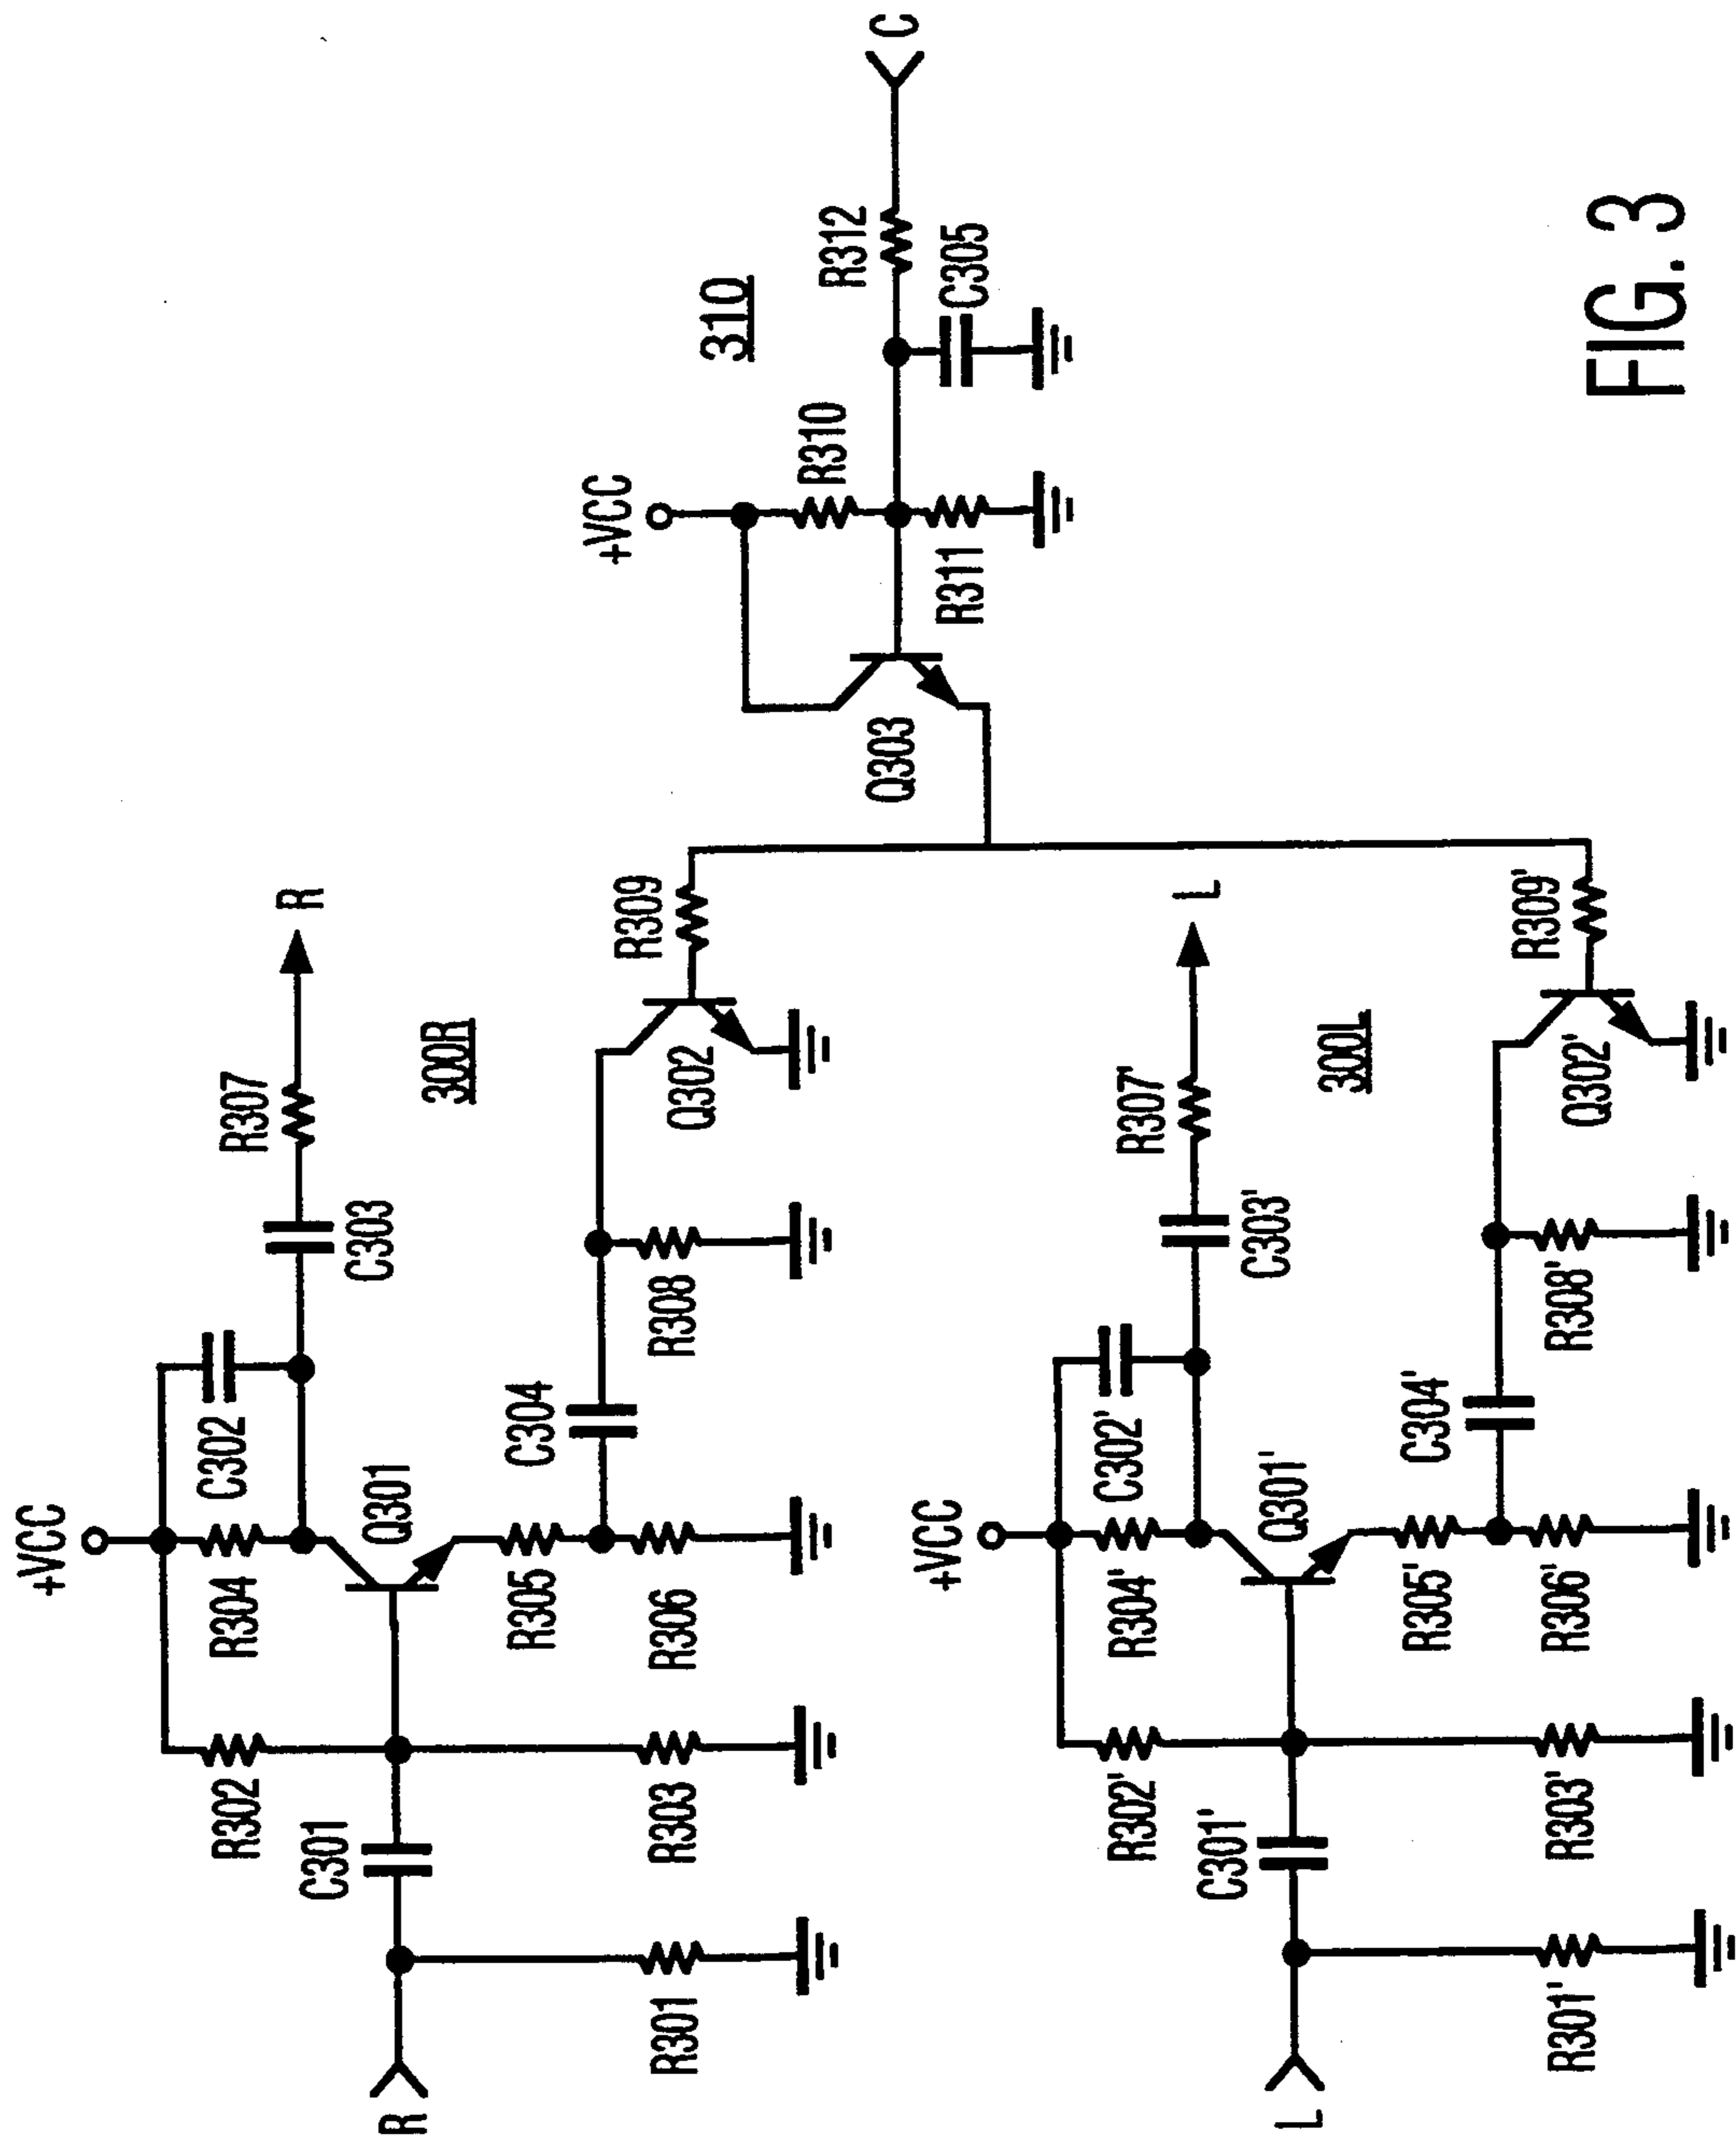 +VCC
R302
R304
C302
R307
R
C301
Q301
C303
300R
R
R305
C304
R309
R301
R303
R306
R308
Q302
+VCC
R310
310
R312
C
Q303
R311
C305
+VCC
R302'
R304'
C302'
R307'
L
C301'
Q301'
C303'
300L
L
R305'
C304'
R309'
R301'
R303'
R306'
R308'
Q302'
FIG. 3